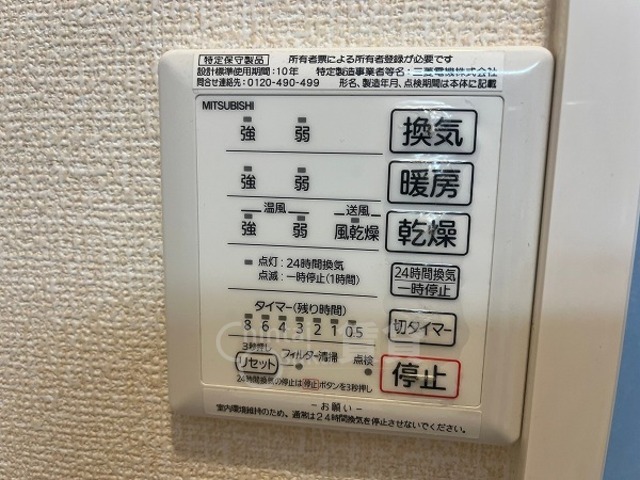 特定保守製品 所有者票による所有者登録が必要です
設計標準使用期間:10年 特定製造事業者等名:三菱電機株式会社
問合せ連絡先:0120-490-499 形名、製造年月、点検期間は本体に記載
MITSUBISHI
強 弱 換気
強 弱 暖房
温風 送風
強 弱 風乾燥 乾燥
点灯:24時間換気
点滅:一時停止(1時間)
24時間換気
一時停止
タイマー(残り時間)
8 6 4 3 2 1 0.5 切タイマー
3秒押し
リセット フィルター清掃 点検 停止
24時間換気の停止は停止ボタンを3秒押し
-お願い-
室内環境維持のため、通常は24時間換気を停止させないでください。